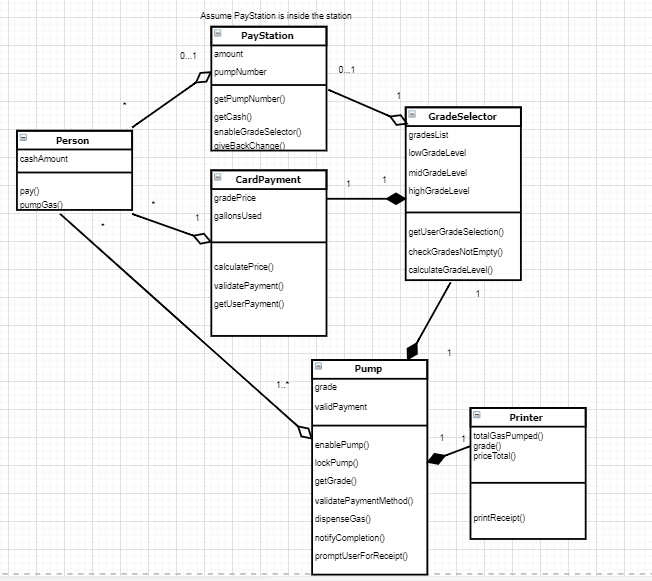 Assume PayStation is inside the station
PayStation
amount
pumpNumber
getPumpNumber()
getCash()
enableGradeSelector()
giveBackChange()
0...1
0...1
*
1
Person
cashAmount
pay()
pumpGas()
GradeSelector
gradesList
lowGradeLevel
midGradeLevel
highGradeLevel
getUserGradeSelection()
checkGradesNotEmpty()
calculateGradeLevel()
CardPayment
gradePrice
gallonsUsed
calculatePrice()
validatePayment()
getUserPayment()
1
1
*
1
*
1
1
1..*
Pump
grade
validPayment
enablePump()
lockPump()
getGrade()
validatePaymentMethod()
dispenseGas()
notifyCompletion()
promptUserForReceipt()
1
1
Printer
totalGasPumped()
grade()
priceTotal()
printReceipt()